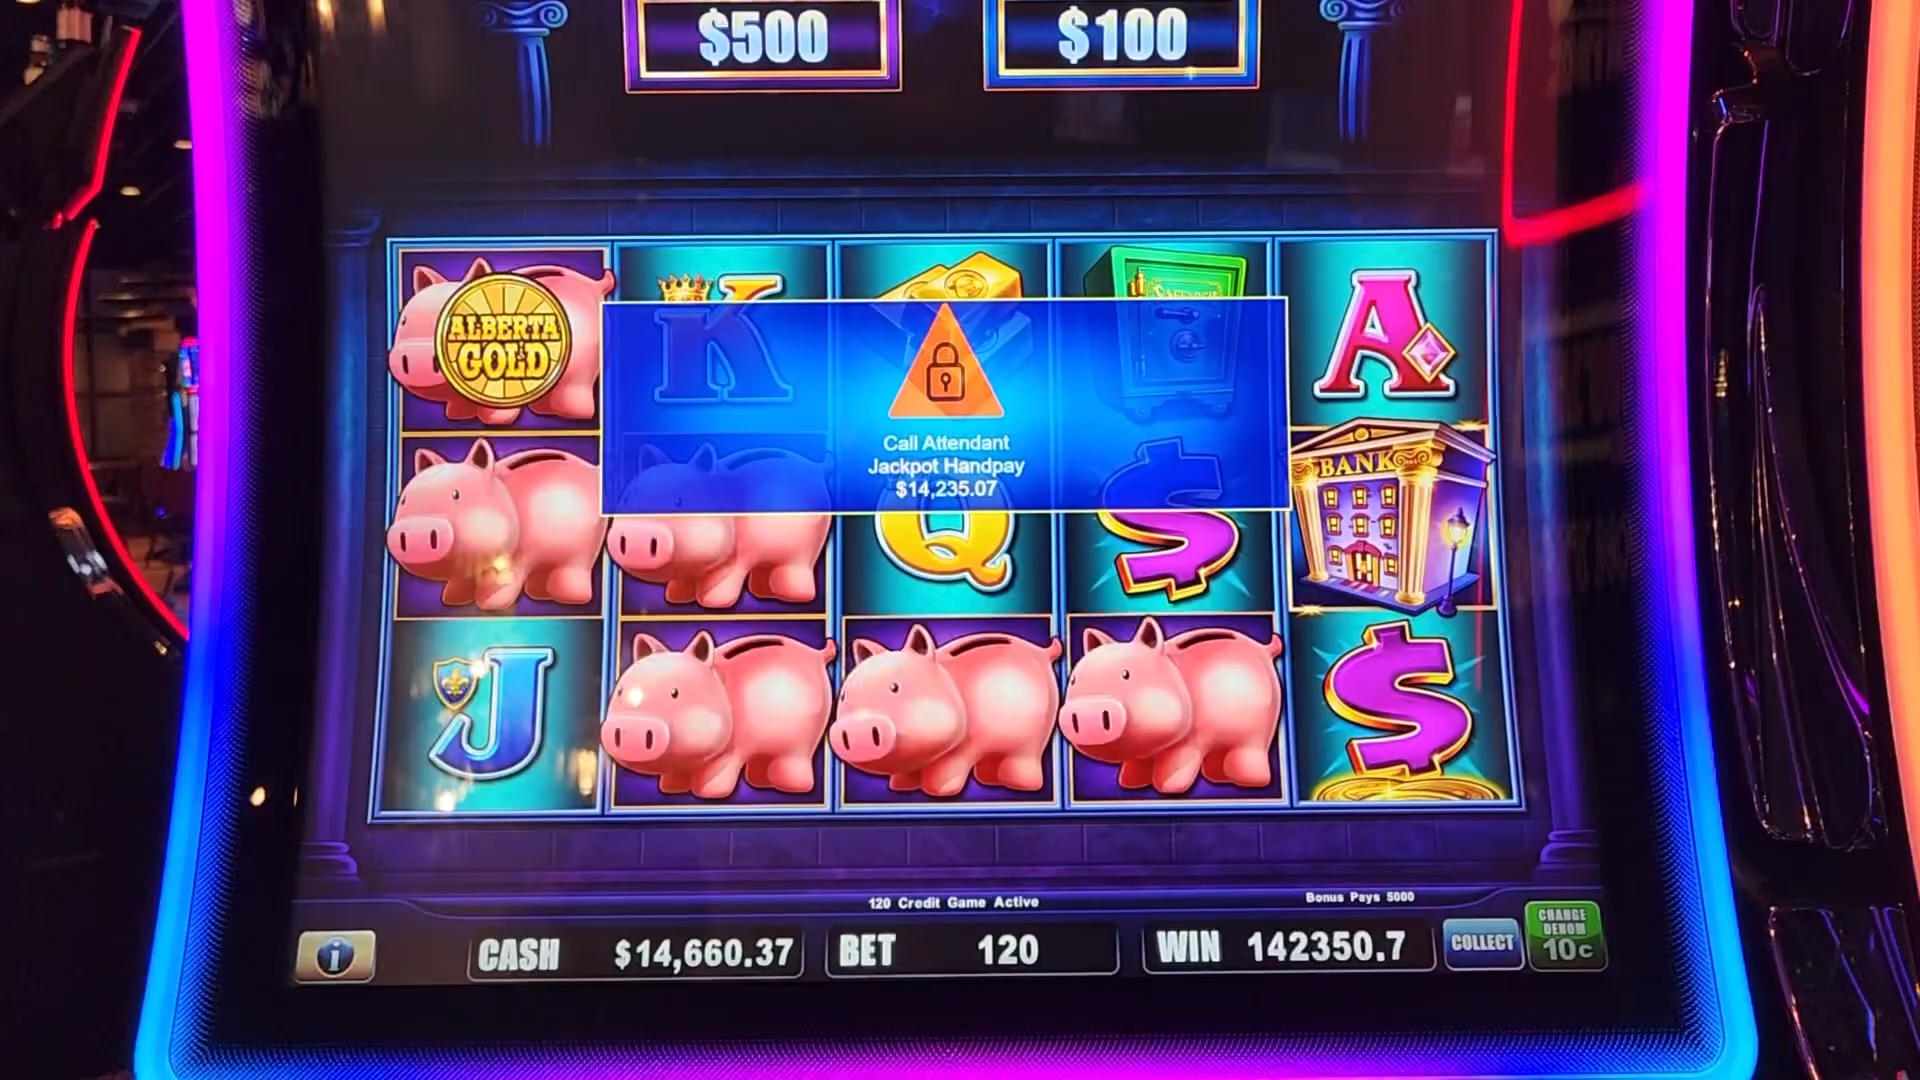 $500
$100
ALBERTA
GOLD
K
A
Call Attendant
Jackpot Handpay
$14,235.07
BANK
Q
$
J
$
120 Credit Game Active
Bonus Pays 5000
CASH $14,660.37
BET 120
WIN 142350.7
COLLECT
CHANGE
DENOM
10¢